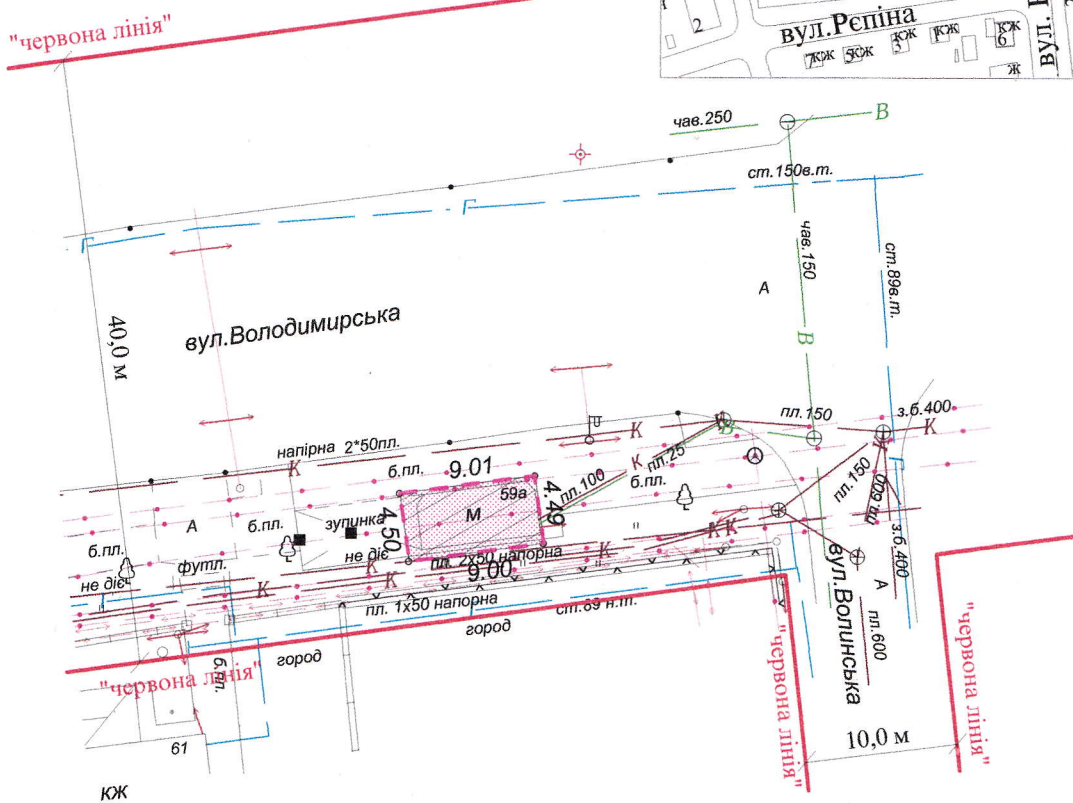 "червона лінія"
2
вул.Рєпіна
7КЖ
5КЖ
КЖ
3
1КЖ
КЖ
6
Ж
вул.
чав.250
В
ст.150в.т.
Г
Г
чав.150
ст.89в.т.
А
40,0 м
вул.Володимирська
В
пл.150
з.б.400
К
К
В
напірна 2*50пл.
К
б.пл.
9.01
К
пл.25
пл.100
б.пл.
59а
4.49
М
4.50
К
пл.150
Г
А
б.пл.
зупинка
б.пл.
не діє
пл. 2х50 напорна
К
К
К
К
9.00
футл.
не діє
К
пл. 1х50 напорна
ст.89 н.т.
город
город
"червона лінія"
б.пл.
61
КЖ
з.б.400
А
вул.Волинська
пл.600
"червона лінія"
"червона лінія"
10,0 м